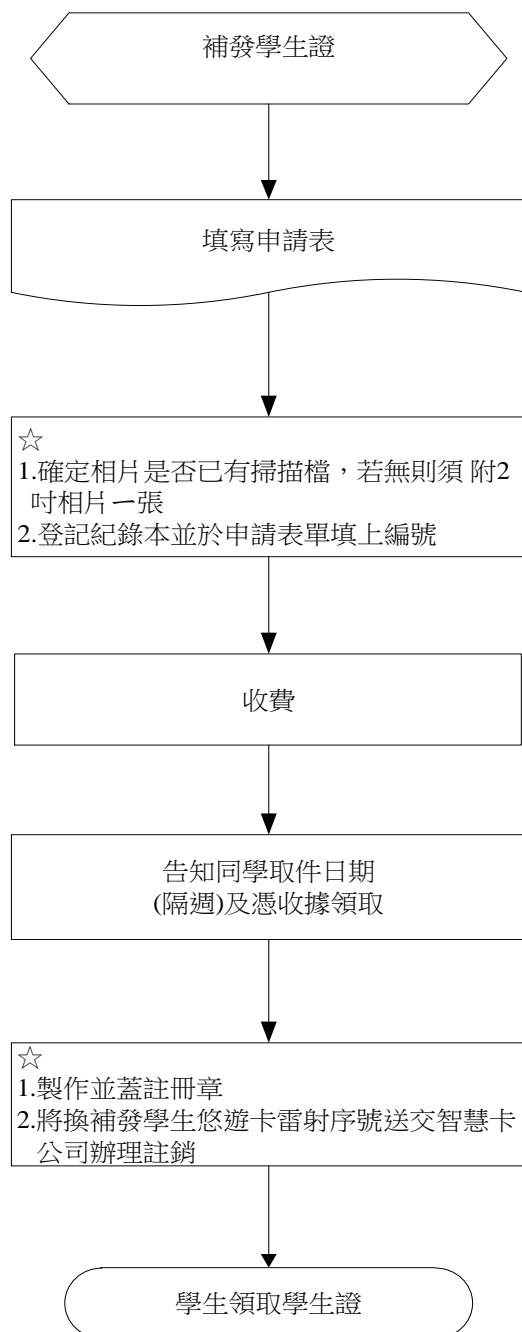 補發學生證
填寫申請表
☆
1.確定相片是否已有掃描檔，若無則須 附2
吋相片一張
2.登記紀錄本並於申請表單填上編號
收費
告知同學取件日期
(隔週)及憑收據領取
☆
1.製作並蓋註冊章
2.將換補發學生悠遊卡雷射序號送交智慧卡
公司辦理註銷
學生領取學生證